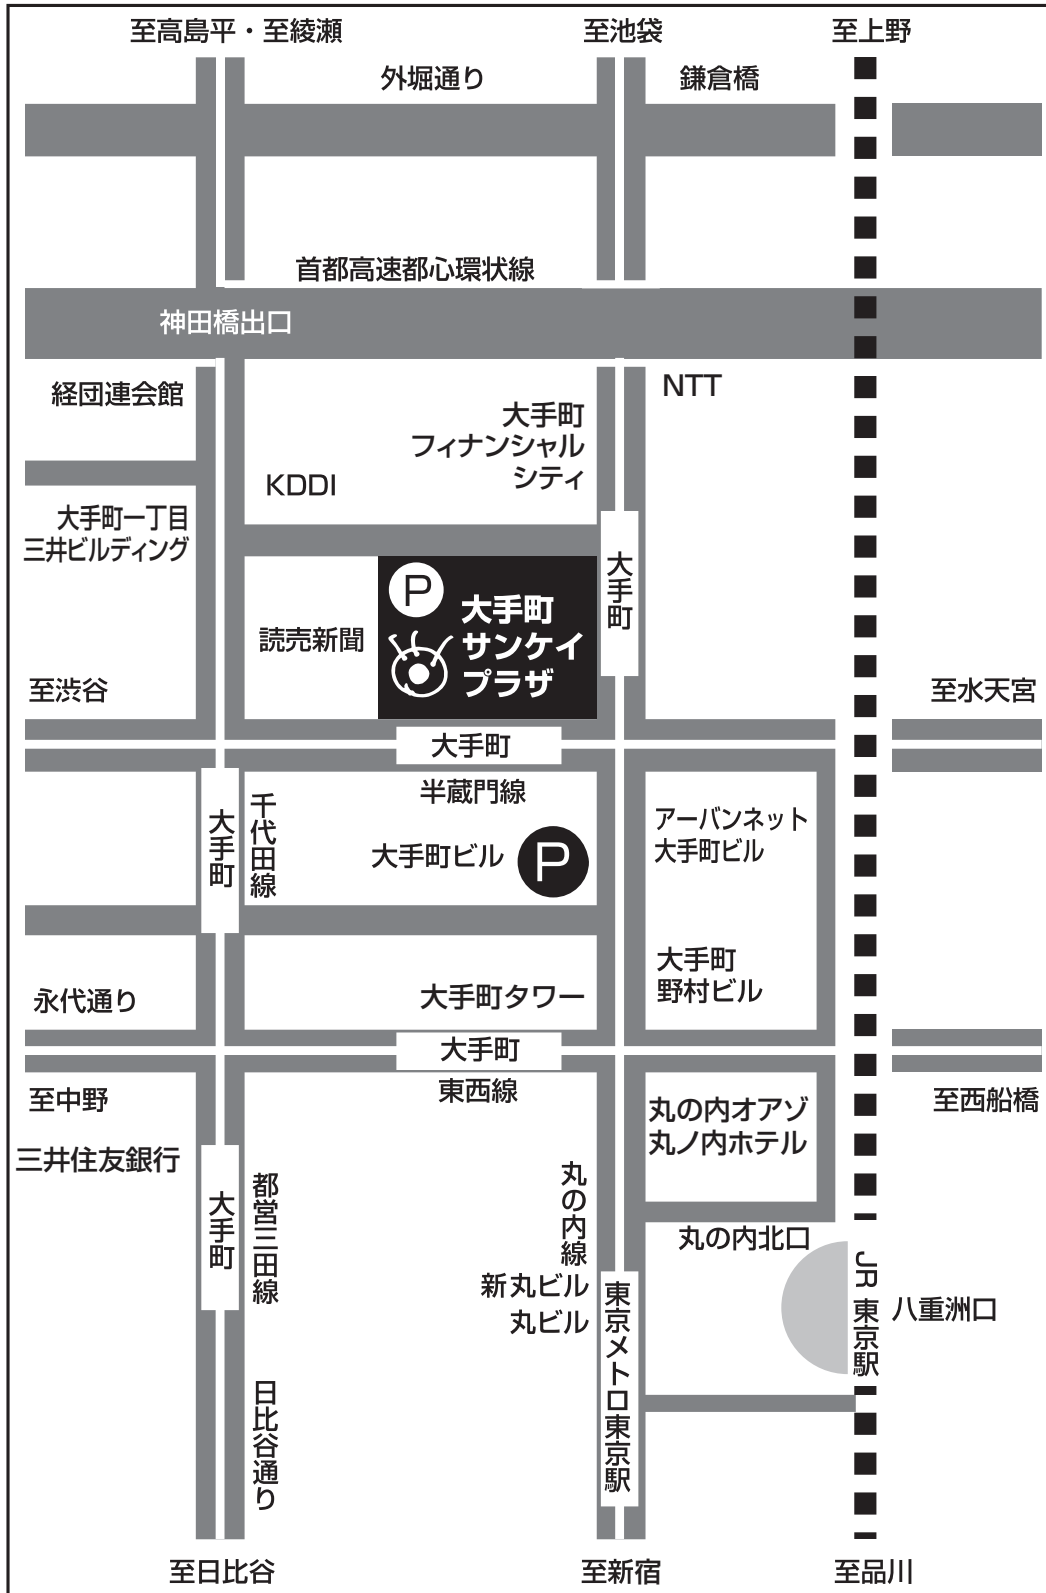 至高島平・至綾瀬
至池袋
至上野
外堀通り
鎌倉橋
首都高速都心環状線
神田橋出口
経団連会館
NTT
大手町
フィナンシャル
シティ
KDDI
大手町一丁目
三井ビルディング
大手町
P
大手町
サンケイ
プラザ
読売新聞
至渋谷
至水天宮
大手町
半蔵門線
千代田線
大手町
アーバンネット
大手町ビル
大手町ビル
P
大手町
野村ビル
永代通り
大手町タワー
大手町
東西線
至中野
至西船橋
丸の内オアゾ
丸ノ内ホテル
三井住友銀行
大手町
都営三田線
丸の内線
丸の内北口
新丸ビル
丸ビル
東京メトロ東京駅
JR東京駅
八重洲口
日比谷通り
至日比谷
至新宿
至品川